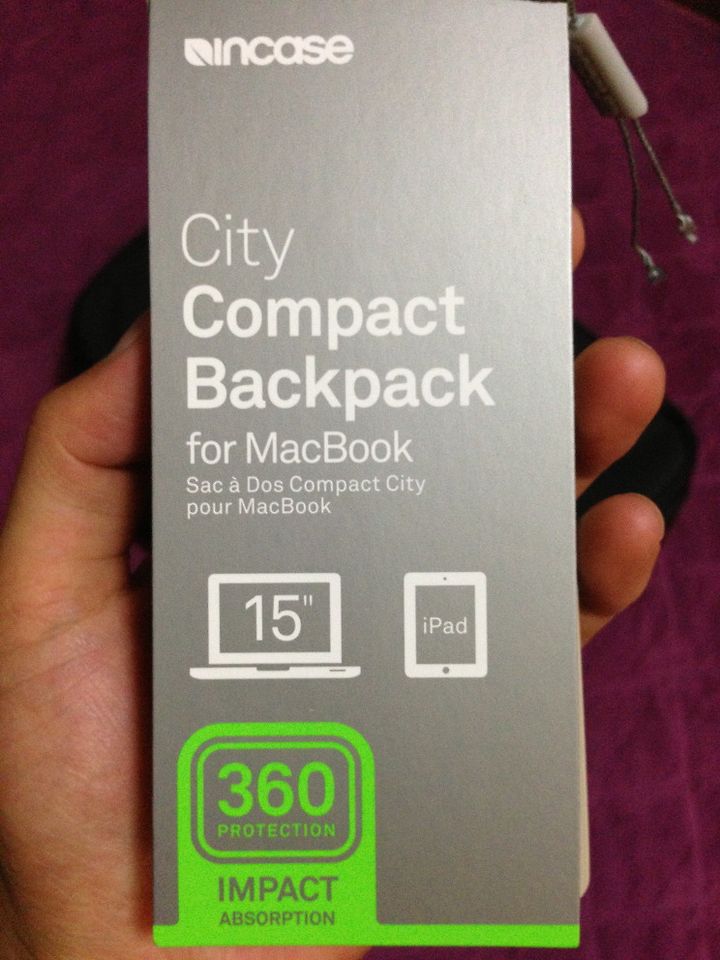 incase
City
Compact
Backpack
for MacBook
Sac à Dos Compact City
pour MacBook
15"
iPad
360
PROTECTION
IMPACT
ABSORPTION